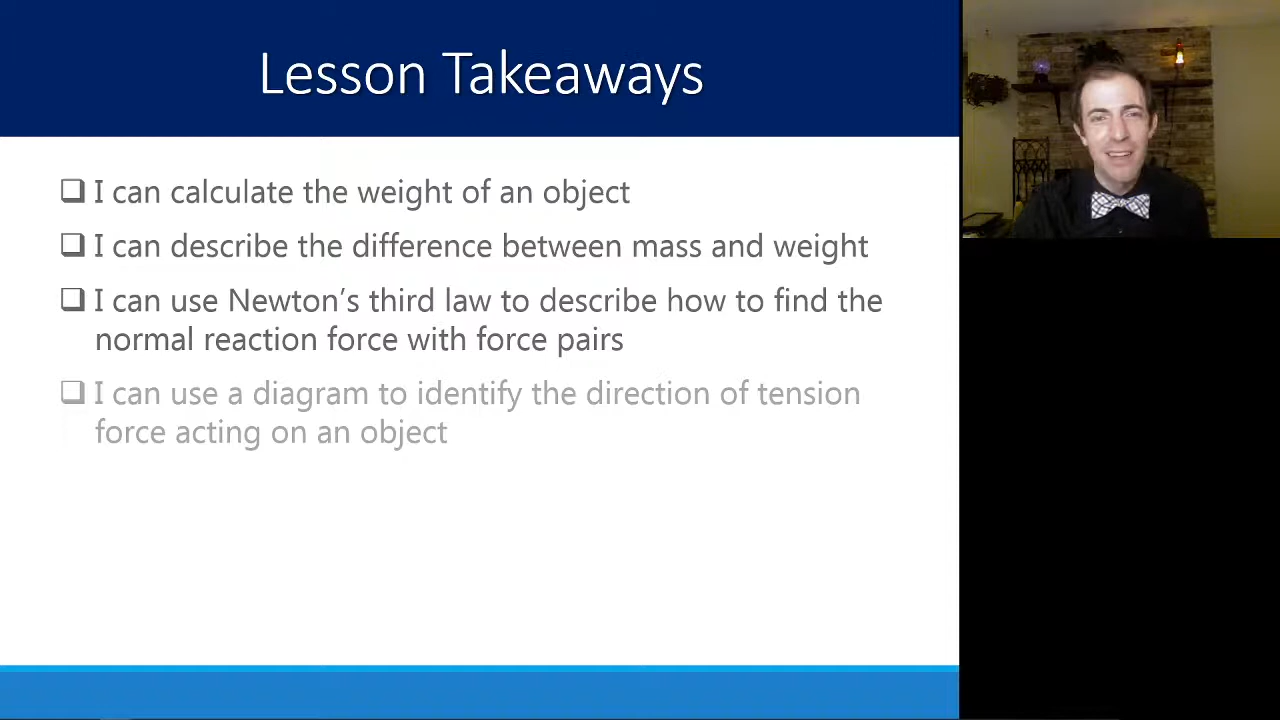 Lesson Takeaways
I can calculate the weight of an object
I can describe the difference between mass and weight
I can use Newton’s third law to describe how to find the
normal reaction force with force pairs
I can use a diagram to identify the direction of tension
force acting on an object